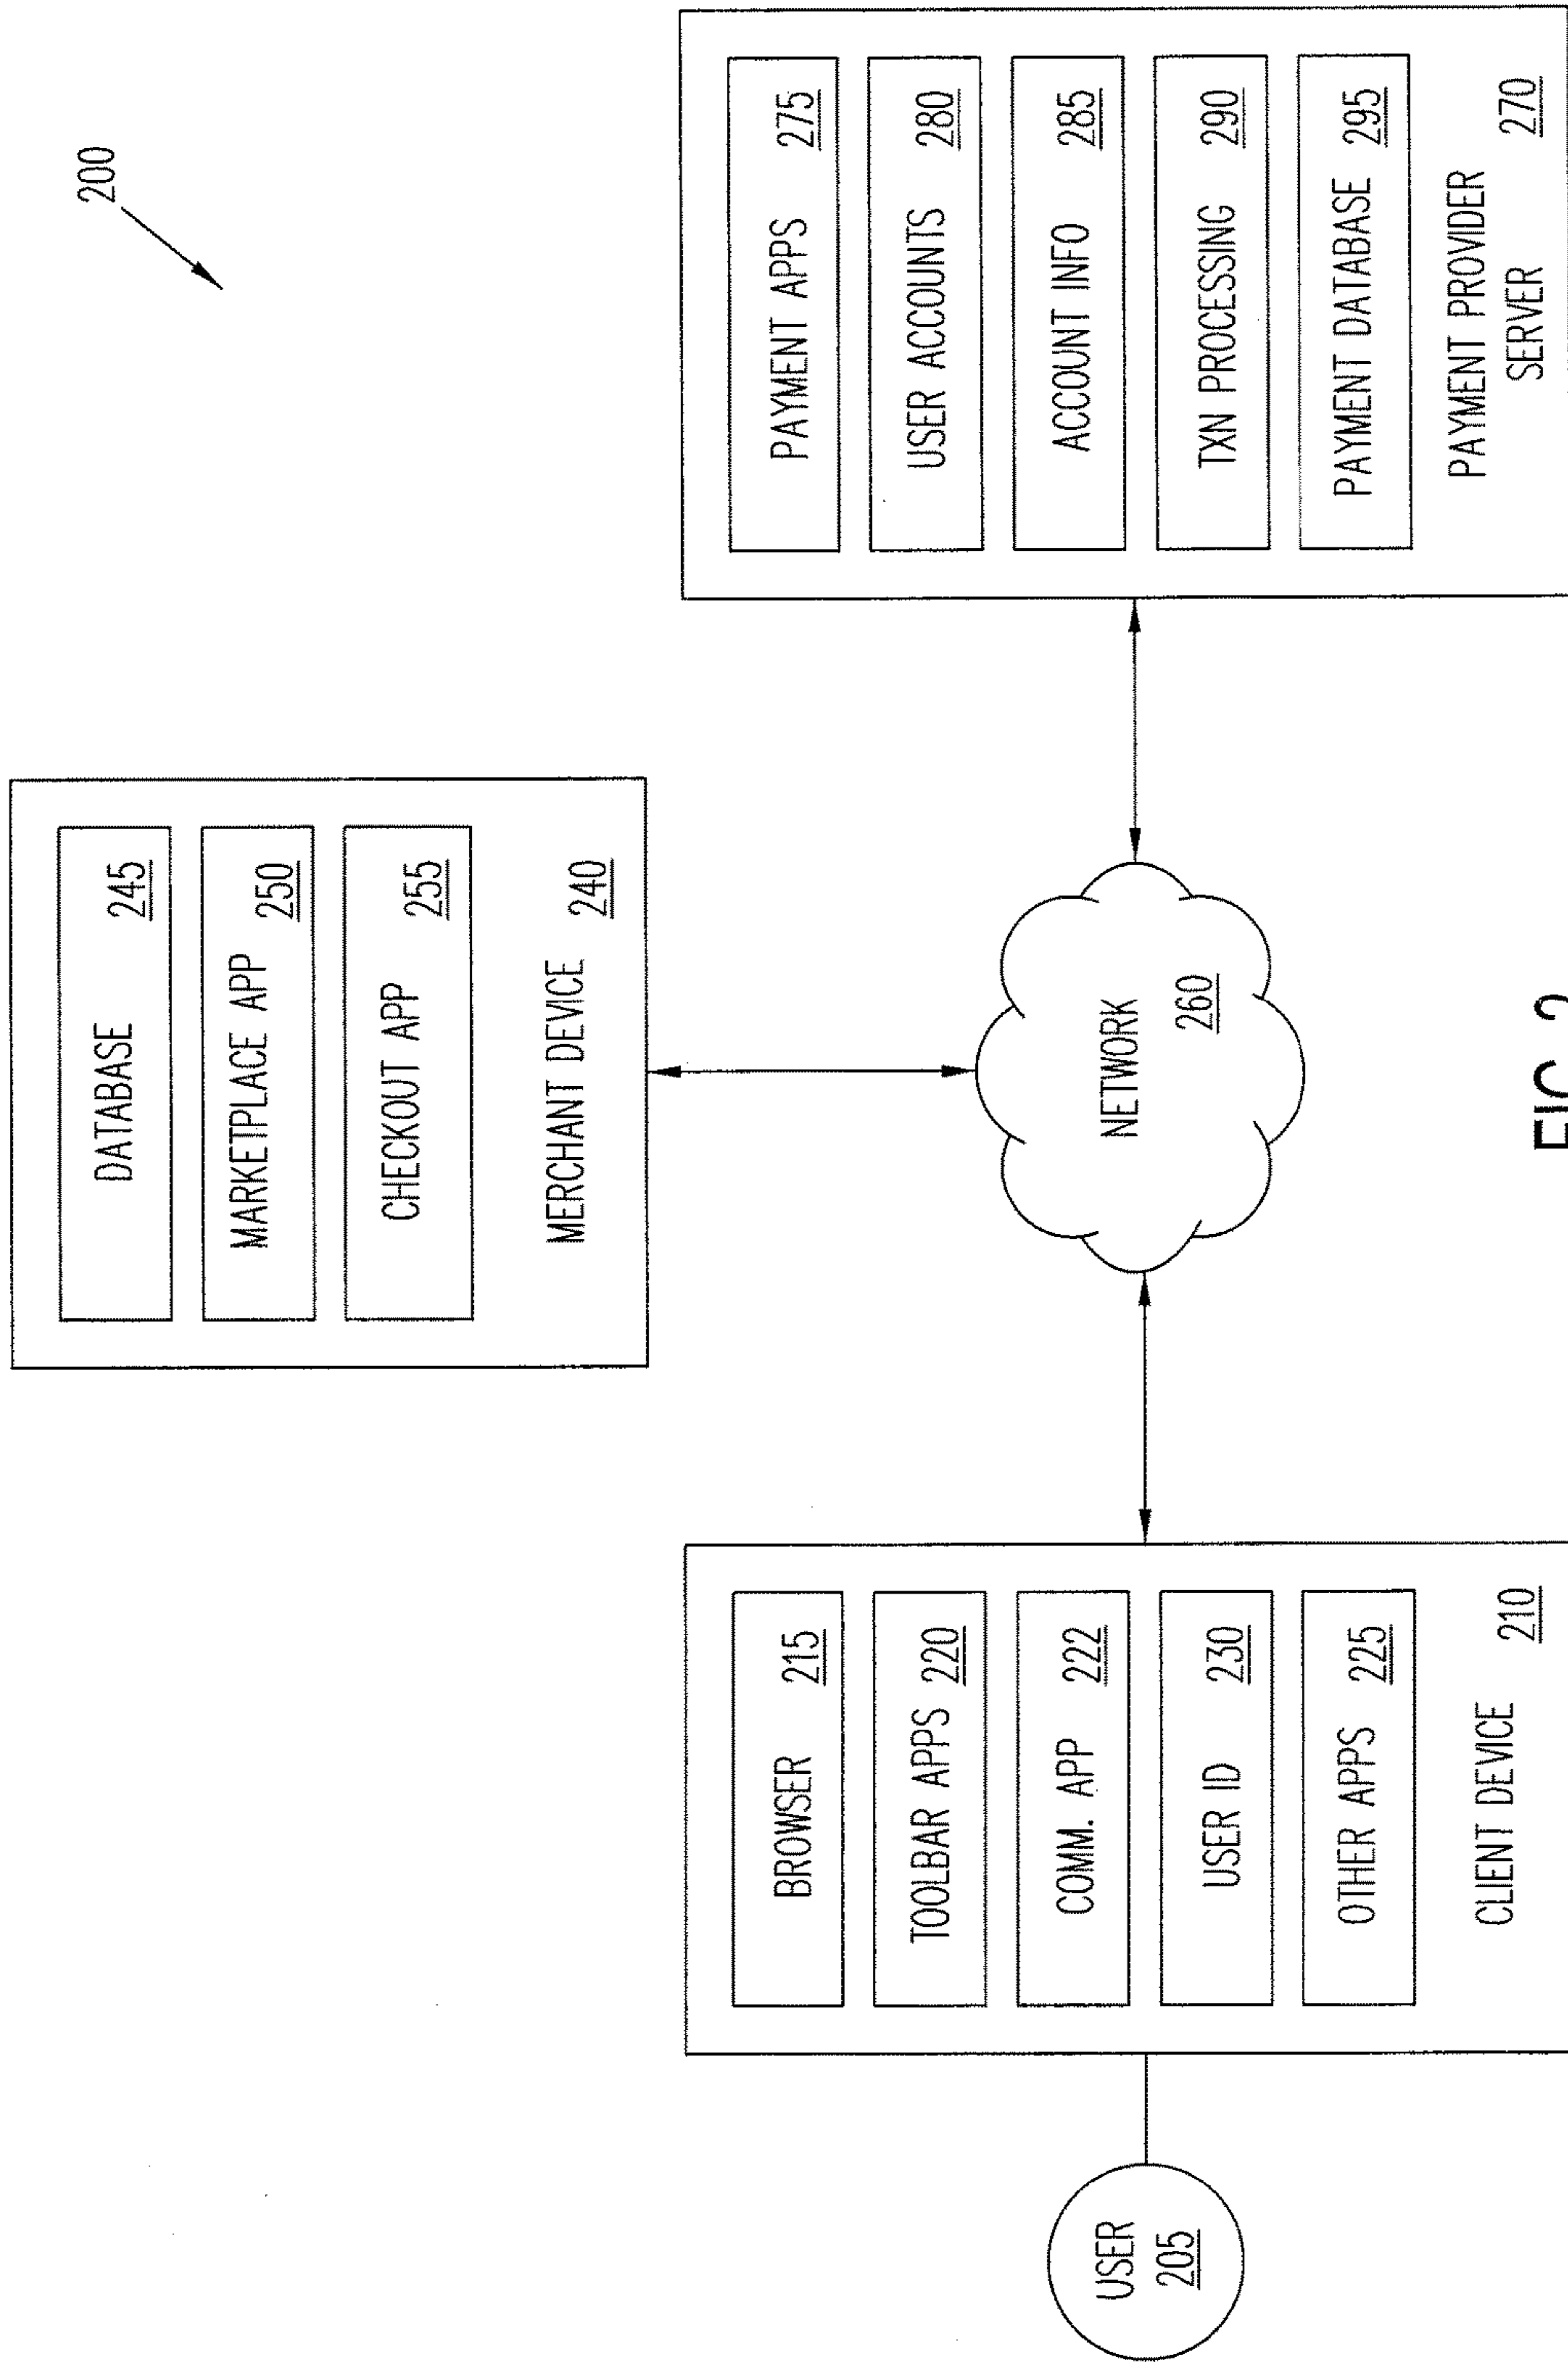 200
DATABASE 245
MARKETPLACE APP 250
CHECKOUT APP 255
MERCHANT DEVICE 240
USER
205
BROWSER 215
TOOLBAR APPS 220
COMM. APP 222
USER ID 230
OTHER APPS 225
CLIENT DEVICE 210
NETWORK
260
PAYMENT APPS 275
USER ACCOUNTS 280
ACCOUNT INFO 285
TXN PROCESSING 290
PAYMENT DATABASE 295
PAYMENT PROVIDER
SERVER 270
FIG. 2